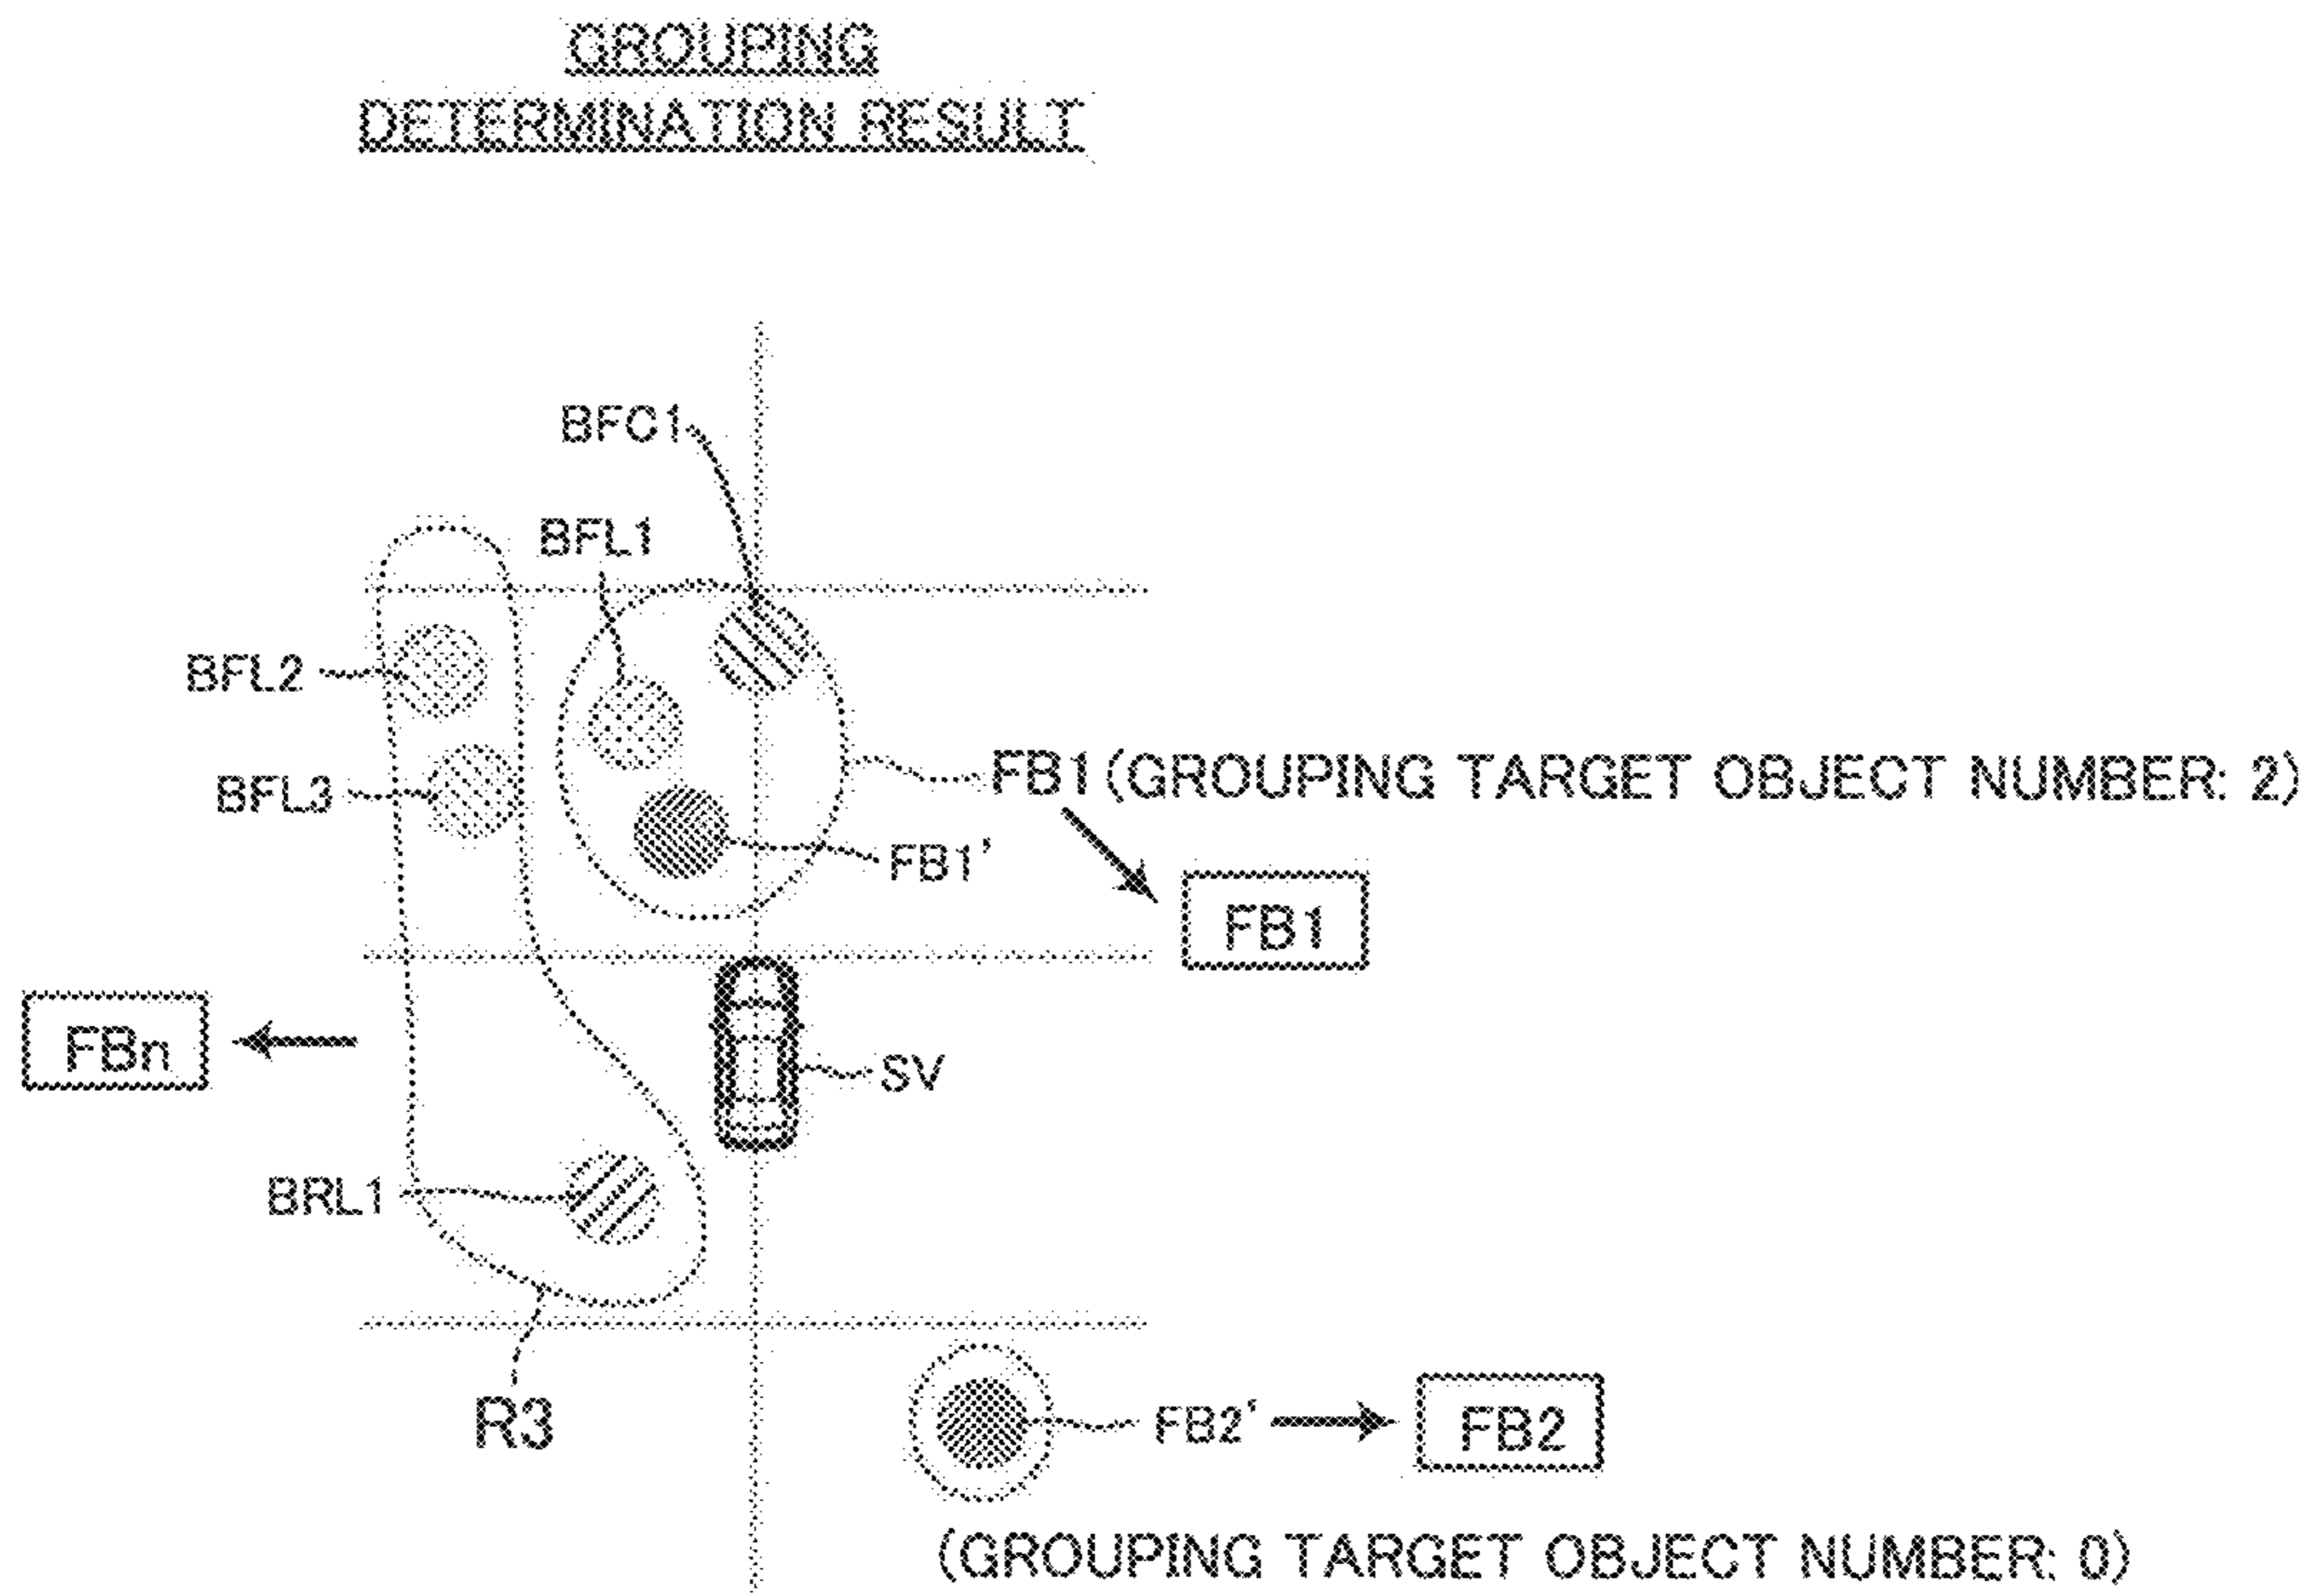 GROUPING
DETERMINATION RESULT
BFC1
BFL1
BFL2
BFL3
FB1 (GROUPING TARGET OBJECT NUMBER: 2)
FB1'
FB1
FBn
SV
BRL1
R3
FB2'
FB2
(GROUPING TARGET OBJECT NUMBER: 0)